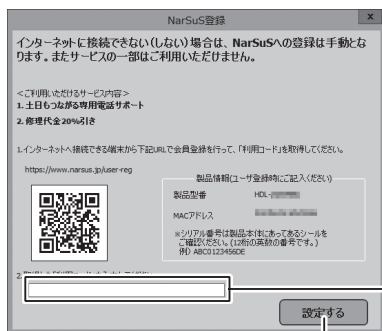 NarSuS登録
x
インターネットに接続できない(しない)場合は、NarSuSへの登録は手動とな
ります。またサービスの一部はご利用いただけません。
<ご利用いただけるサービス内容>
1. 土日もつながる専用電話サポート
2. 修理代金20%引き
1.インターネットへ接続できる端末から下記URLで会員登録を行って、「利用コード」を取得してください。
https://www.narsus.jp/user-reg
製品情報(ユーザ登録時にご記入ください)
製品型番 HDL-
MACアドレス
※シリアル番号は製品本体にあってあるシールを
ご確認ください。(12桁の英数の番号です。)
例) ABC0123456DE
設定する